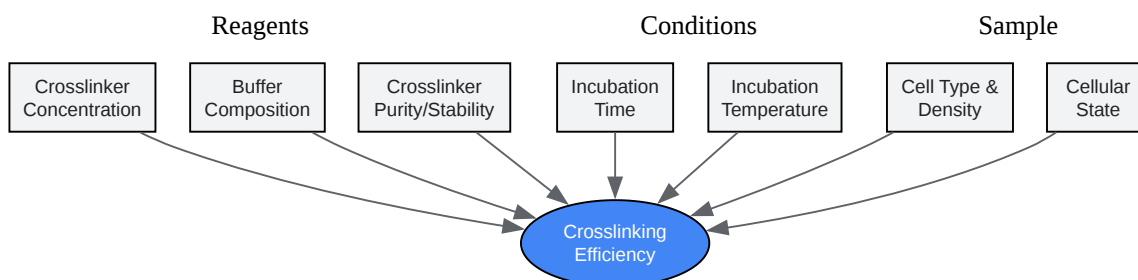 Reagents
Conditions
Sample
Crosslinker
Concentration
Buffer
Composition
Crosslinker
Purity/Stability
Incubation
Time
Incubation
Temperature
Cell Type &
Density
Cellular
State
Crosslinking
Efficiency